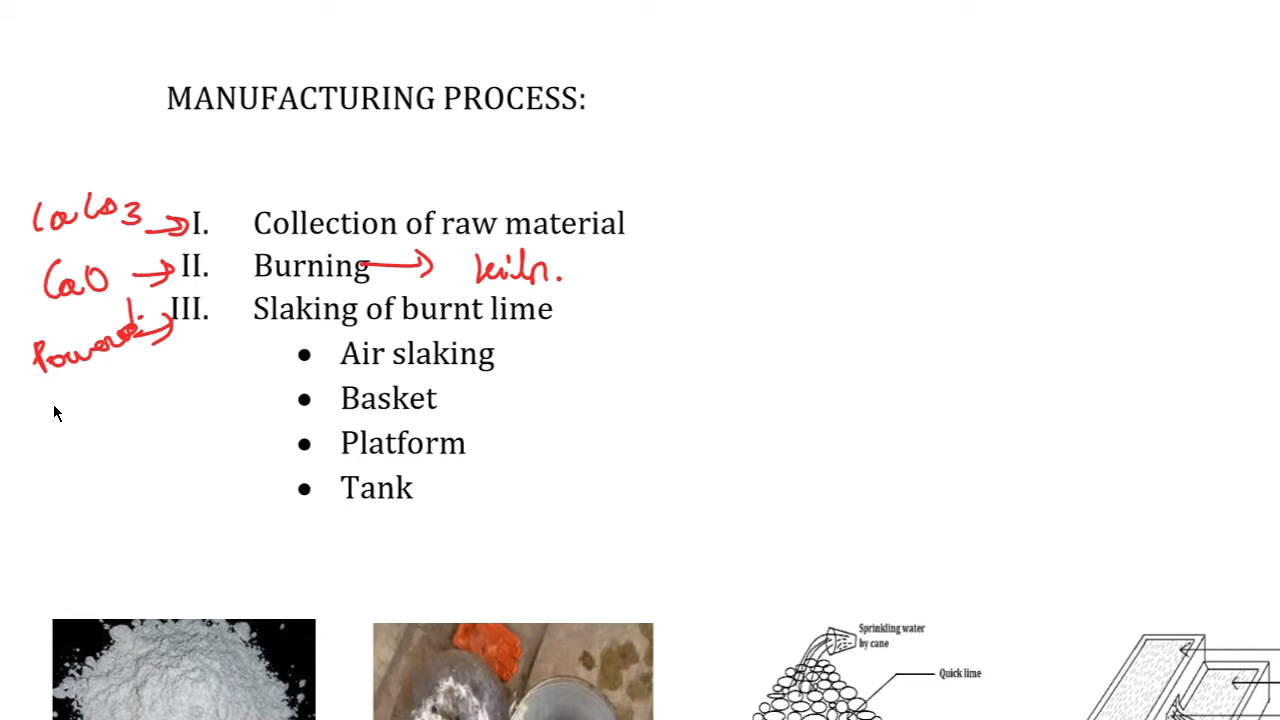 MANUFACTURING PROCESS:
CaCo3 → I. Collection of raw material
CaO → II. Burning → kiln.
Powered → III. Slaking of burnt lime
• Air slaking
• Basket
• Platform
• Tank
Sprinkling water
by cane
Quick lime